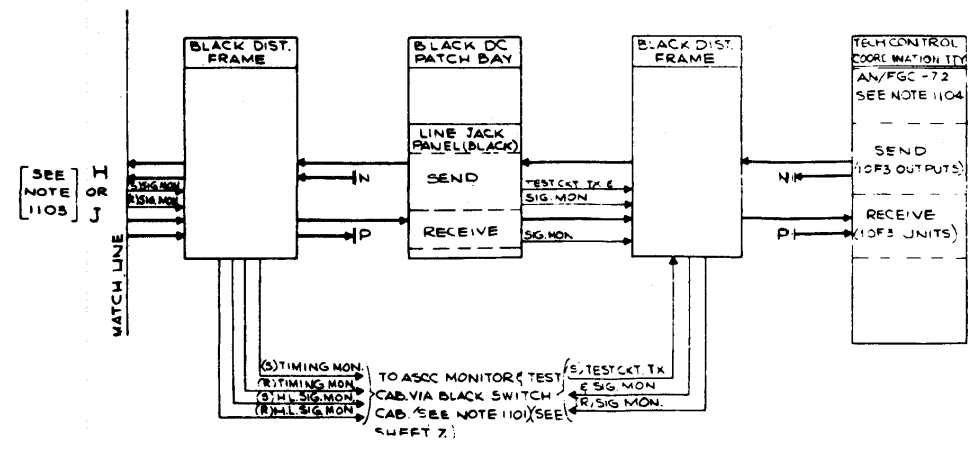 BLACK DIST.
FRAME
BLACK DC
PATCH BAY
BLACK DIST.
FRAME
TECH CONTROL
COORDINATION TTY
AN/FGC-72
SEE NOTE 1104
LINE JACK
PANEL (BLACK)
SEND
RECEIVE
SEND
(1 OF 3 OUTPUTS)
RECEIVE
(1 OF 3 UNITS)
SEE
NOTE
1103
H
OR
J
(S) SIG. MON.
(R) SIG. MON.
MATCH LINE
N
P
TEST CKT. TX &
SIG. MON
SIG. MON
N
P
(S) TIMING MON.
(R) TIMING MON.
(S) H.L. SIG. MON.
(R) H.L. SIG. MON.
TO ASCC MONITOR & TEST
CAB. VIA BLACK SWITCH
CAB. (SEE NOTE 1101) (SEE
SHEET 7.)
(S) TEST CKT. TX
& SIG. MON
(R) SIG. MON.